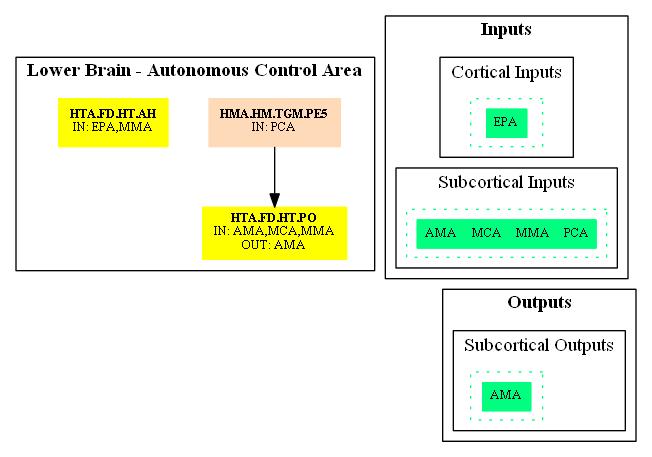 Lower Brain - Autonomous Control Area
HTA.FD.HT.AH
IN: EPA,MMA
HMA.HM.TGM.PE5
IN: PCA
HTA.FD.HT.PO
IN: AMA,MCA,MMA
OUT: AMA
Inputs
Cortical Inputs
EPA
Subcortical Inputs
AMA MCA MMA PCA
Outputs
Subcortical Outputs
AMA